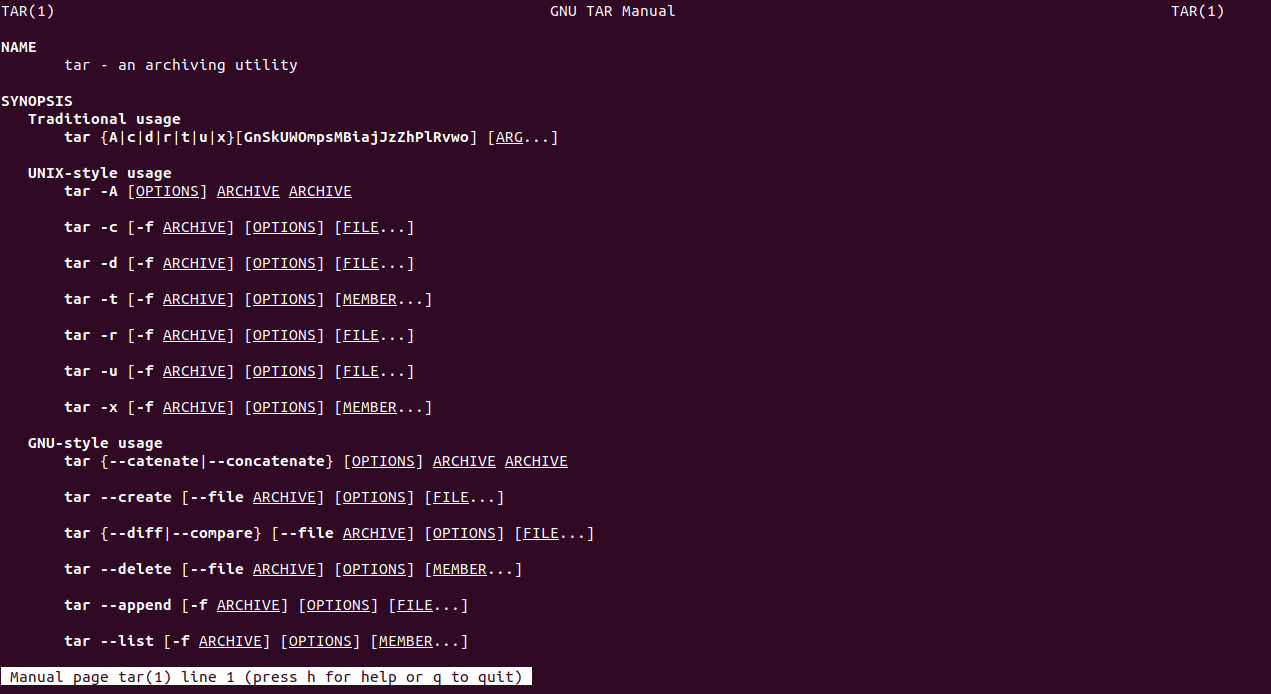 TAR(1) GNU TAR Manual TAR(1)
NAME
tar - an archiving utility
SYNOPSIS
Traditional usage
tar {A|c|d|r|t|u|x}[GnSkUWOmpsMBiajJzZhPlRvwo] [ARG...]
UNIX-style usage
tar -A [OPTIONS] ARCHIVE ARCHIVE
tar -c [-f ARCHIVE] [OPTIONS] [FILE...]
tar -d [-f ARCHIVE] [OPTIONS] [FILE...]
tar -t [-f ARCHIVE] [OPTIONS] [MEMBER...]
tar -r [-f ARCHIVE] [OPTIONS] [FILE...]
tar -u [-f ARCHIVE] [OPTIONS] [FILE...]
tar -x [-f ARCHIVE] [OPTIONS] [MEMBER...]
GNU-style usage
tar {--catenate|--concatenate} [OPTIONS] ARCHIVE ARCHIVE
tar --create [--file ARCHIVE] [OPTIONS] [FILE...]
tar {--diff|--compare} [--file ARCHIVE] [OPTIONS] [FILE...]
tar --delete [--file ARCHIVE] [OPTIONS] [MEMBER...]
tar --append [-f ARCHIVE] [OPTIONS] [FILE...]
tar --list [-f ARCHIVE] [OPTIONS] [MEMBER...]
Manual page tar(1) line 1 (press h for help or q to quit)